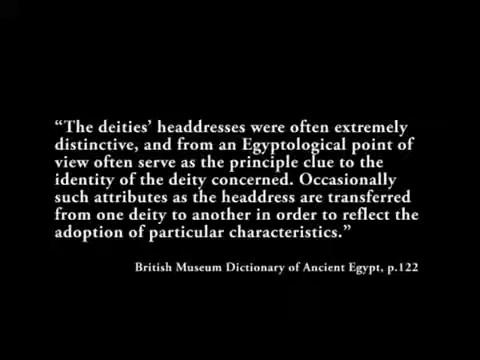 “The deities’ headdresses were often extremely
distinctive, and from an Egyptological point of
view often serve as the principle clue to the
identity of the deity concerned. Occasionally
such attributes as the headdress are transferred
from one deity to another in order to reflect the
adoption of particular characteristics.”
British Museum Dictionary of Ancient Egypt, p.122